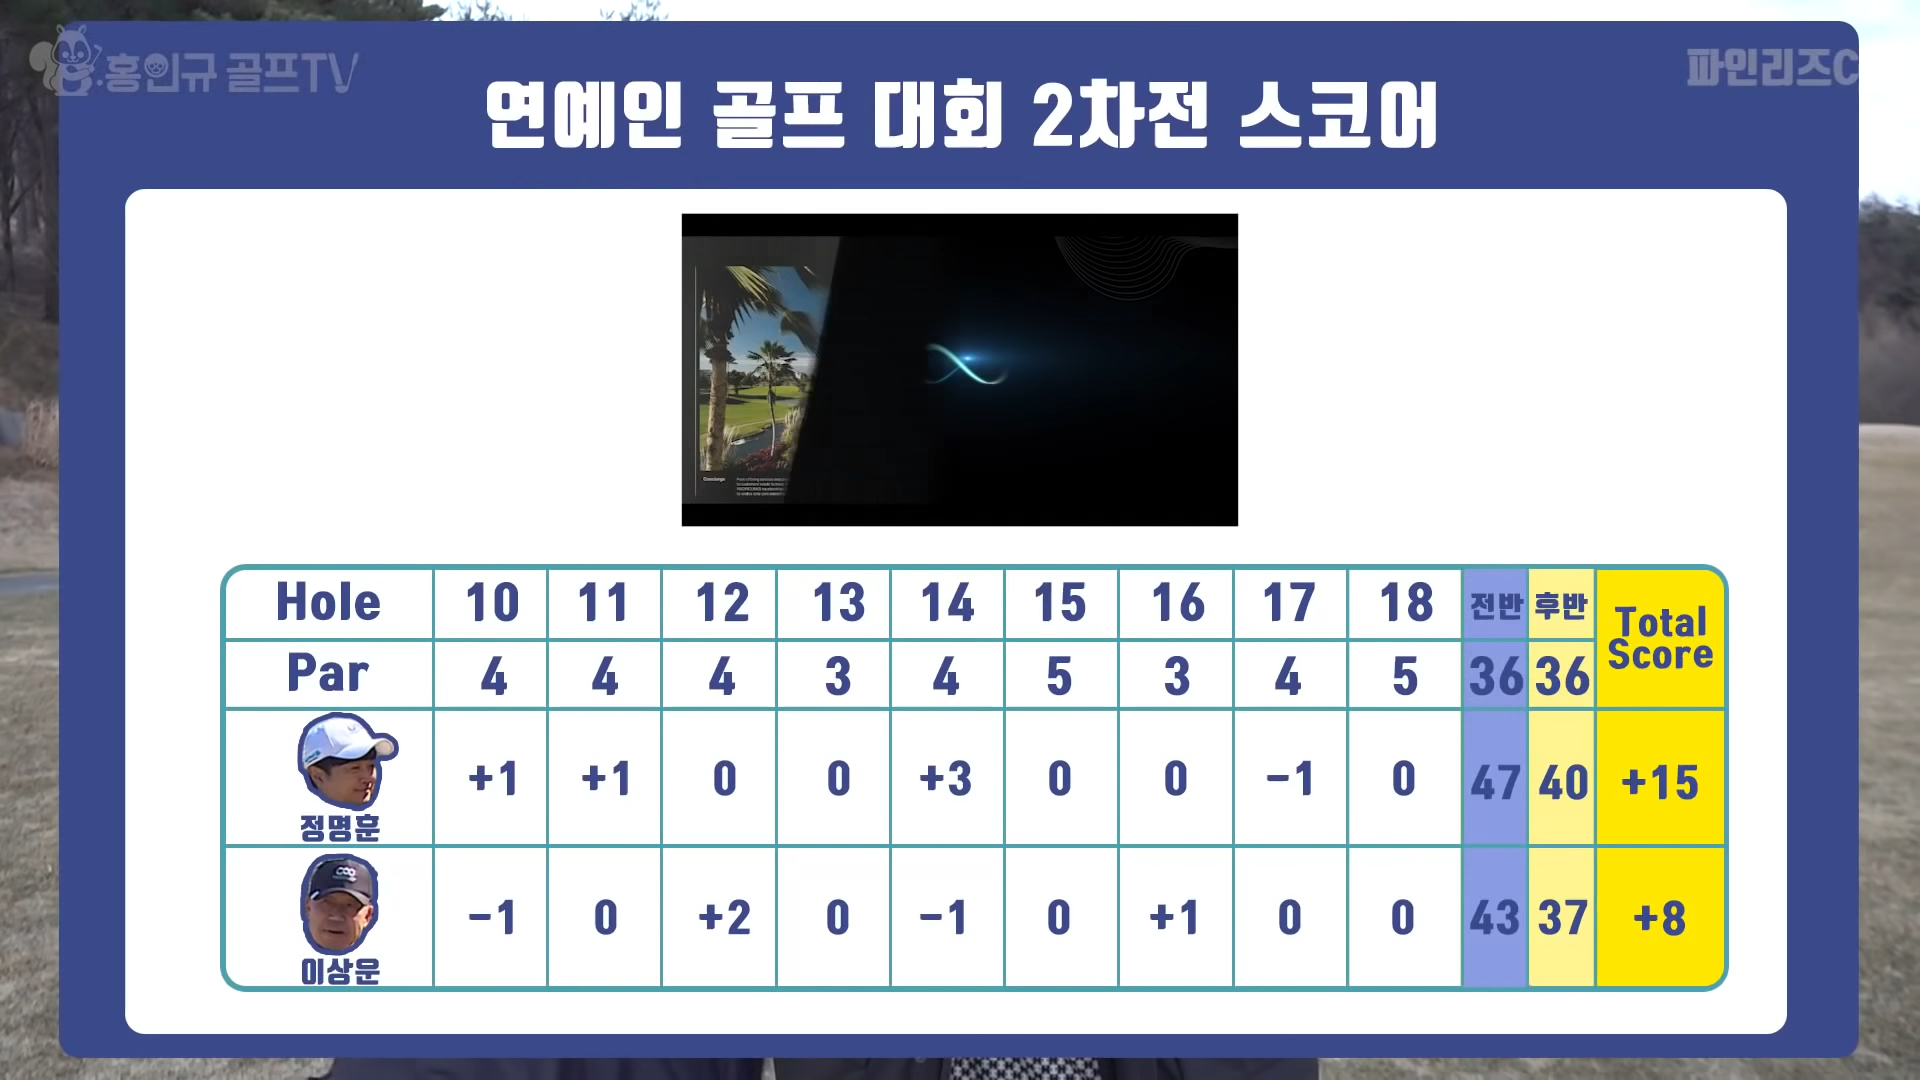 홍인규 골프TV
파인리즈C
연예인 골프 대회 2차전 스코어
Concierge
Hole 10 11 12 13 14 15 16 17 18 전반 후반 Total Score
Par 4 4 4 3 4 5 3 4 5 36 36
정명훈 +1 +1 0 0 +3 0 0 -1 0 47 40 +15
이상운 -1 0 +2 0 -1 0 +1 0 0 43 37 +8